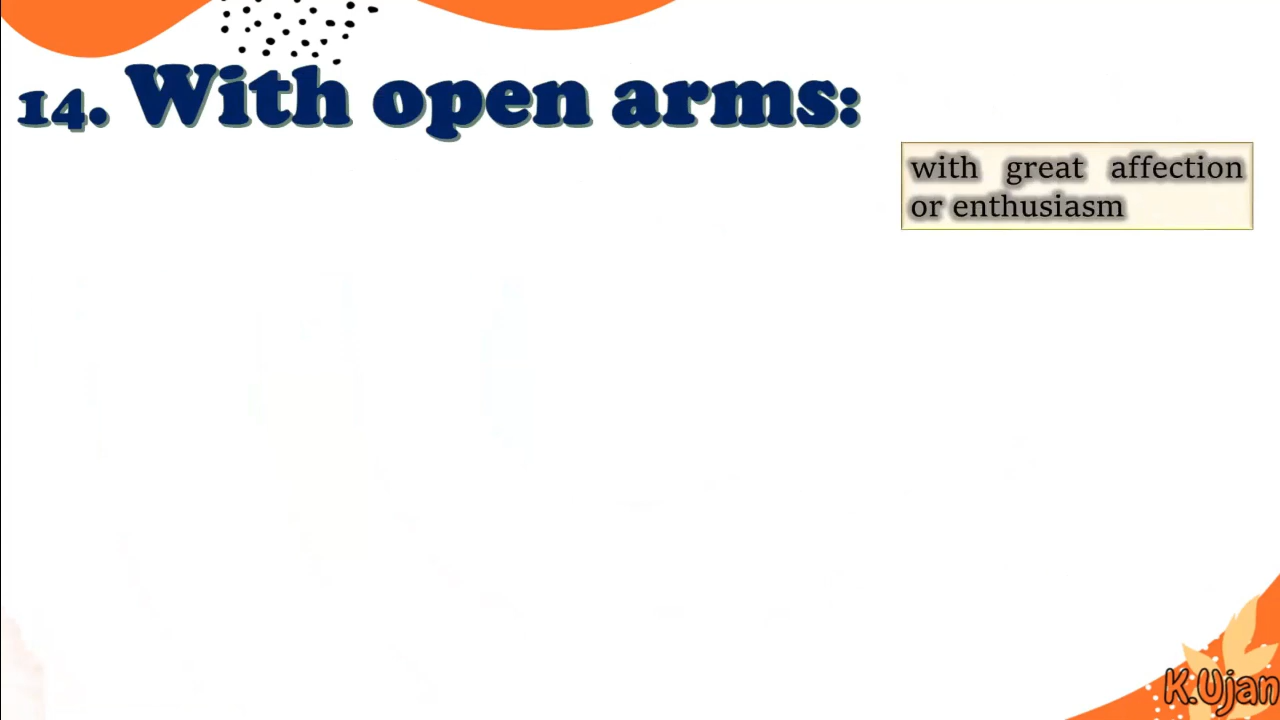 14. With open arms:
with great affection
or enthusiasm
K.Ujan